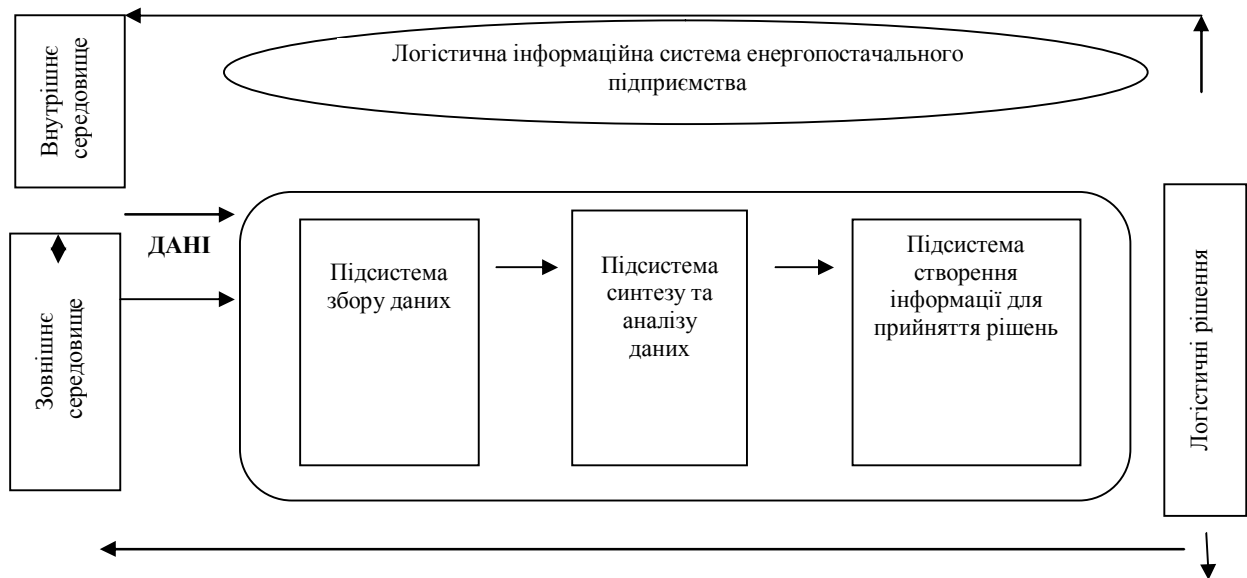 Логістична інформаційна система енергопостачального
підприємства
Внутрішнє
середовище
ДАНІ
Зовнішнє
середовище
Підсистема
збору даних
Підсистема
синтезу та
аналізу
даних
Підсистема
створення
інформації для
прийняття рішень
Логістичні рішення